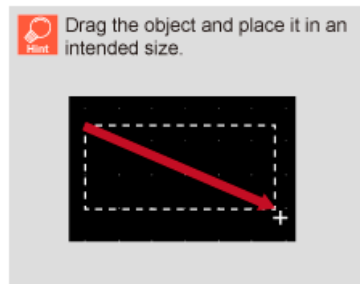 Drag the object and place it in an
Hint intended size.